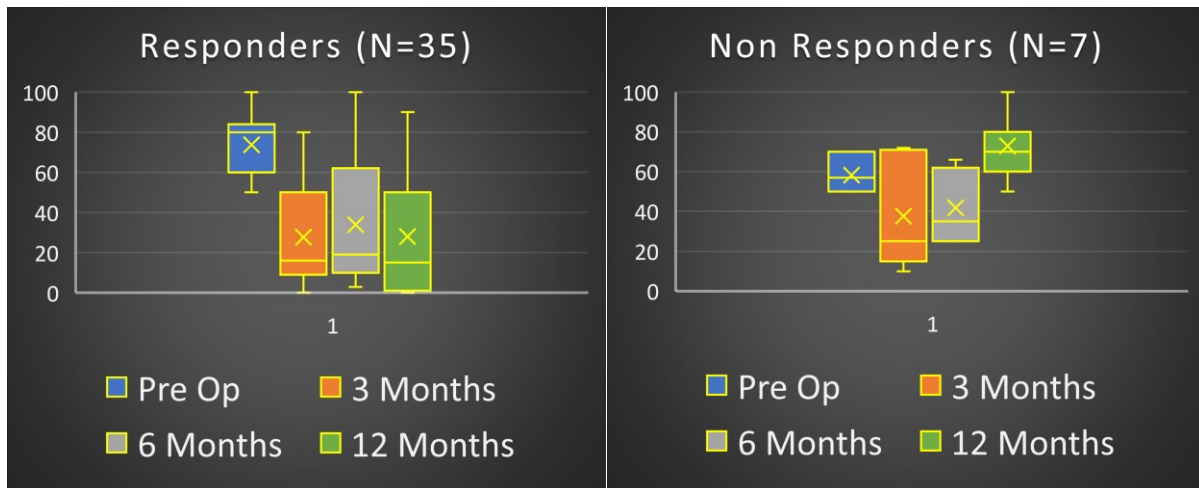 Responders (N=35)
100
80
60
40
20
0
1
Pre Op
3 Months
6 Months
12 Months
Non Responders (N=7)
100
80
60
40
20
0
1
Pre Op
3 Months
6 Months
12 Months